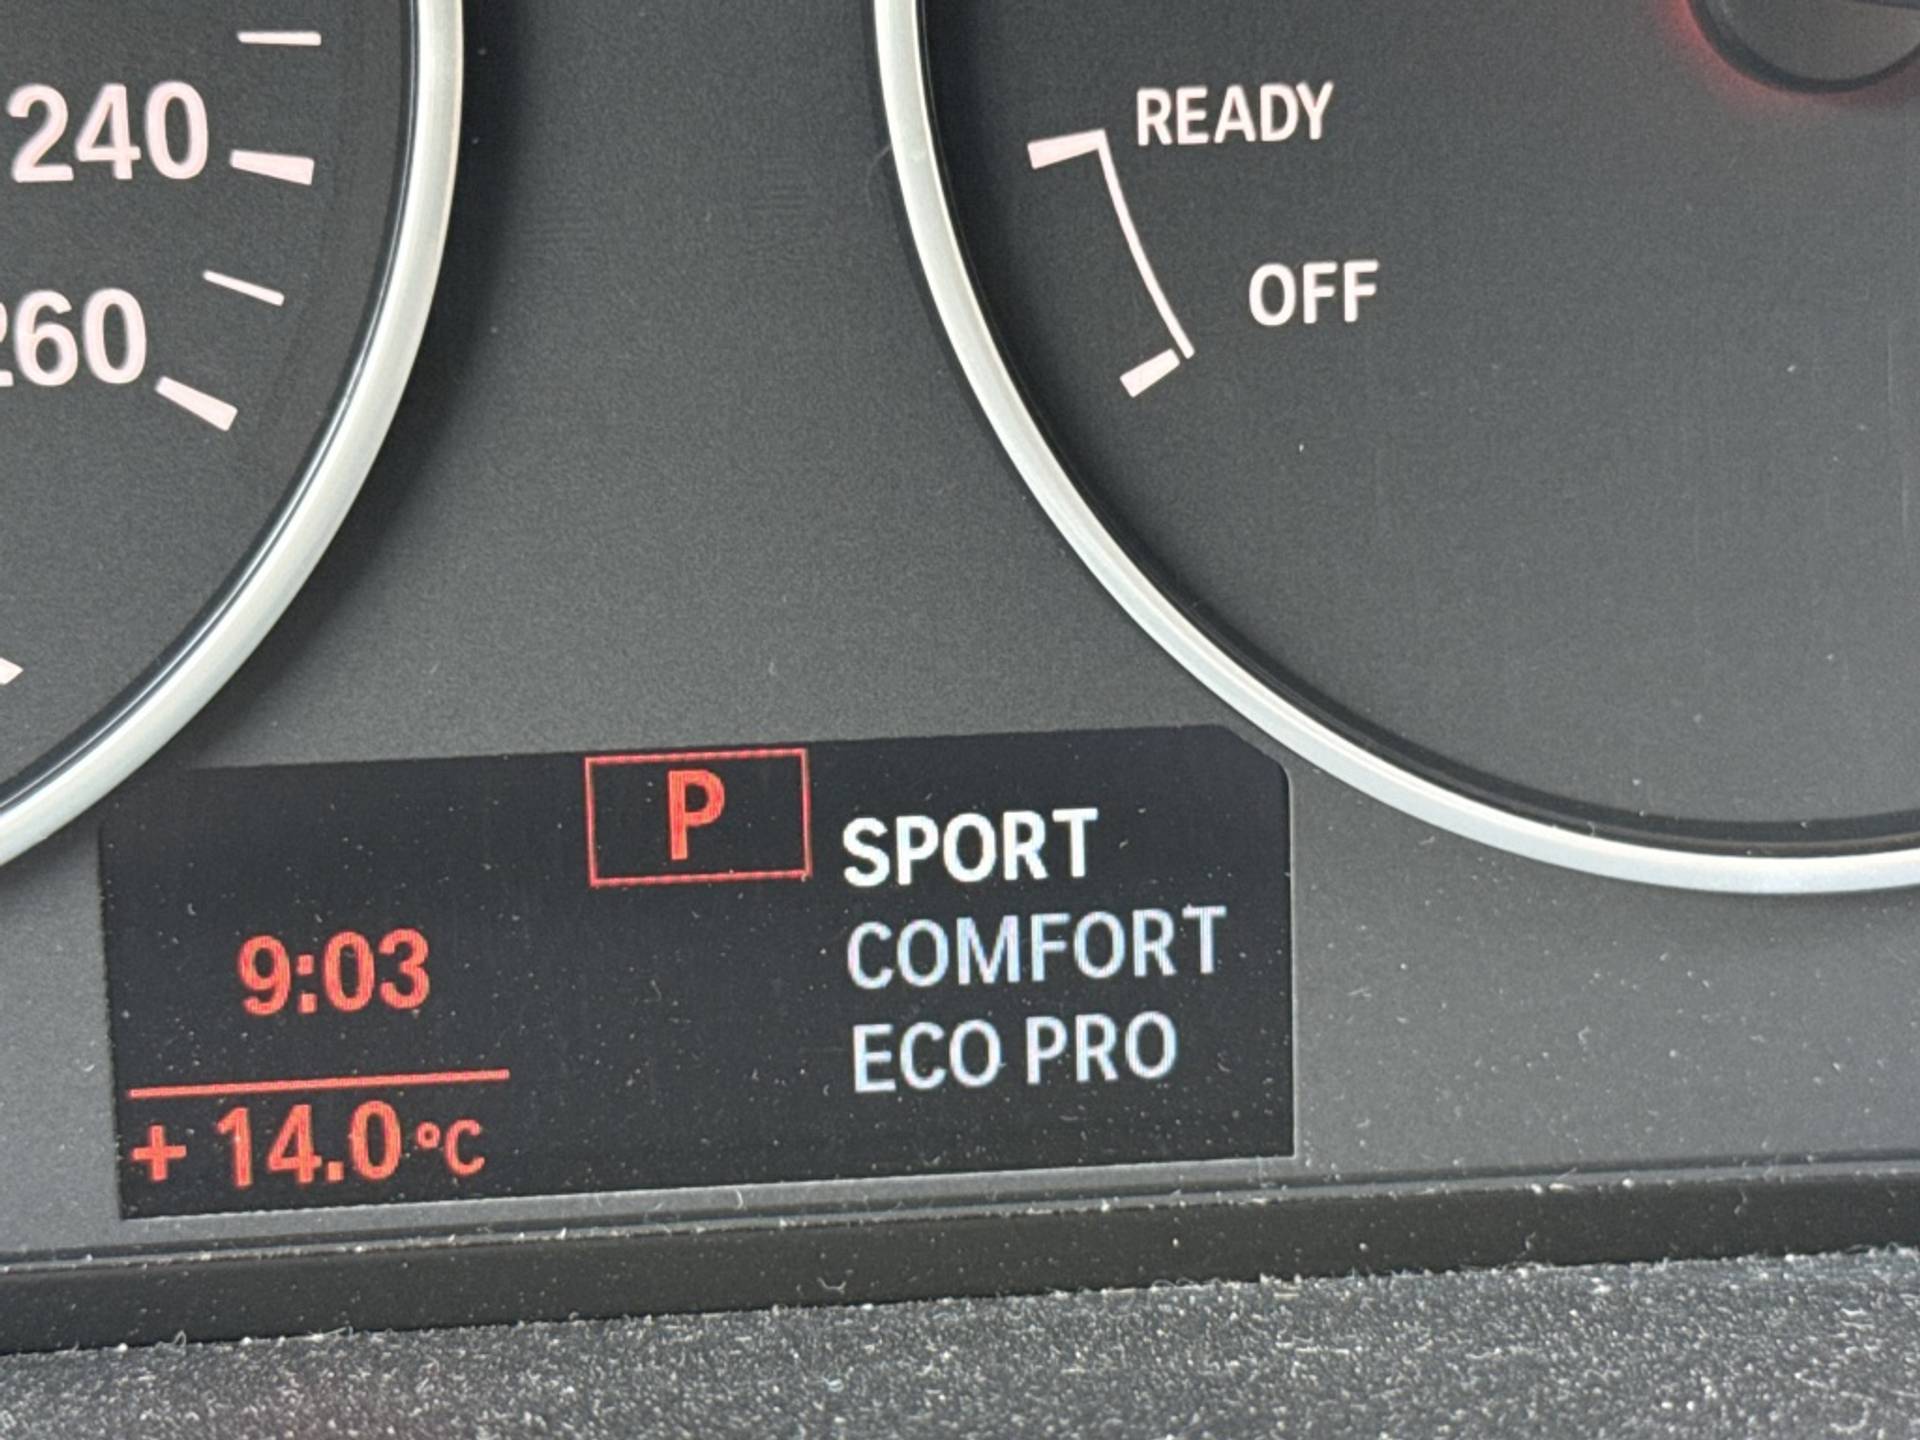 240
260
READY
OFF
P
SPORT
COMFORT
ECO PRO
9:03
+ 14.0 °C